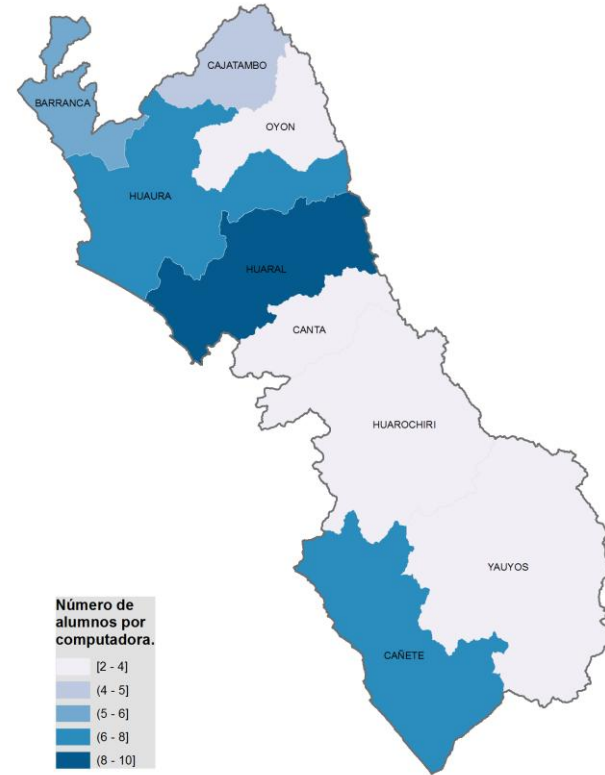 CAJATAMBO
BARRANCA
OYON
HUAURA
HUARAL
CANTA
HUAROCHIRI
YAUYOS
CAÑETE
Número de
alumnos por
computadora.
[2 - 4]
(4 - 5]
(5 - 6]
(6 - 8]
(8 - 10]